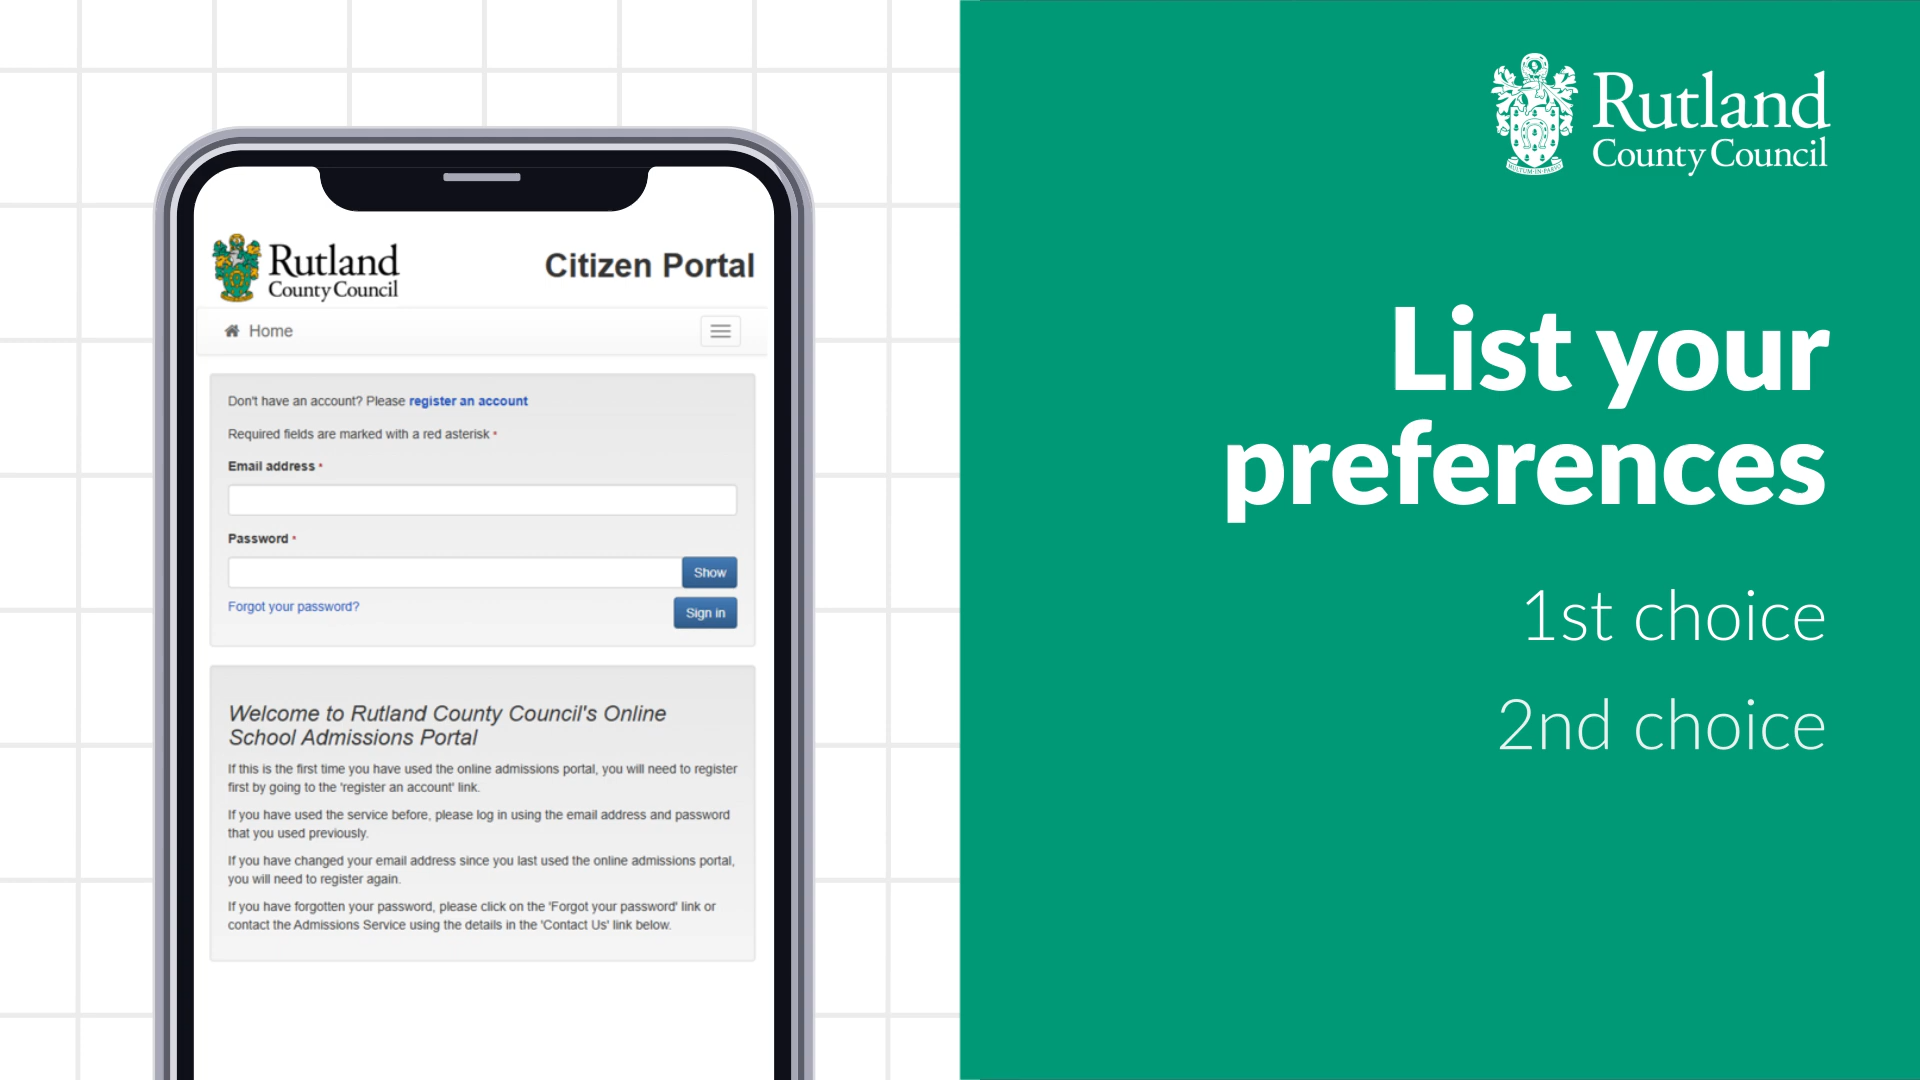 Rutland
County Council
Citizen Portal
Home
Don't have an account? Please register an account
Required fields are marked with a red asterisk *
Email address *
Password *
Show
Forgot your password?
Sign in
Welcome to Rutland County Council's Online
School Admissions Portal
If this is the first time you have used the online admissions portal, you will need to register
first by going to the 'register an account' link.
If you have used the service before, please log in using the email address and password
that you used previously.
If you have changed your email address since you last used the online admissions portal,
you will need to register again.
If you have forgotten your password, please click on the 'Forgot your password' link or
contact the Admissions Service using the details in the 'Contact Us' link below.
Rutland
County Council
MULTUM·IN·PARVO
List your
preferences
1st choice
2nd choice